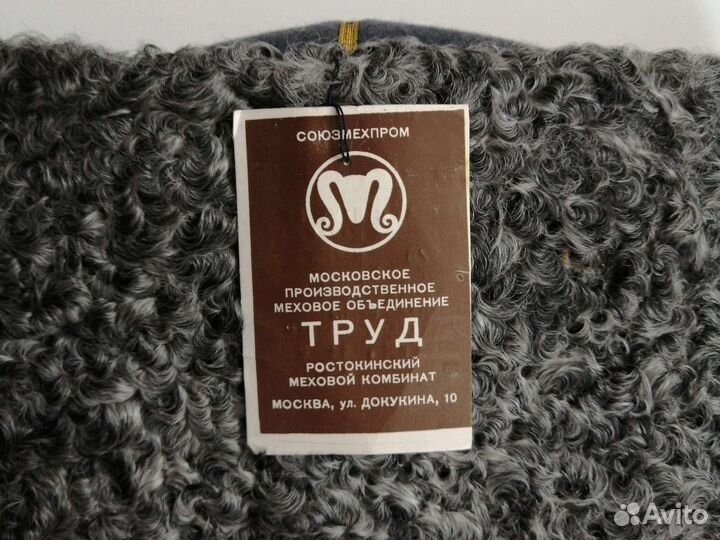 СОЮЗМЕХПРОМ
МОСКОВСКОЕ
ПРОИЗВОДСТВЕННОЕ
МЕХОВОЕ ОБЪЕДИНЕНИЕ
ТРУД
РОСТОКИНСКИЙ
МЕХОВОЙ КОМБИНАТ
МОСКВА, ул. ДОКУКИНА, 10
Avito